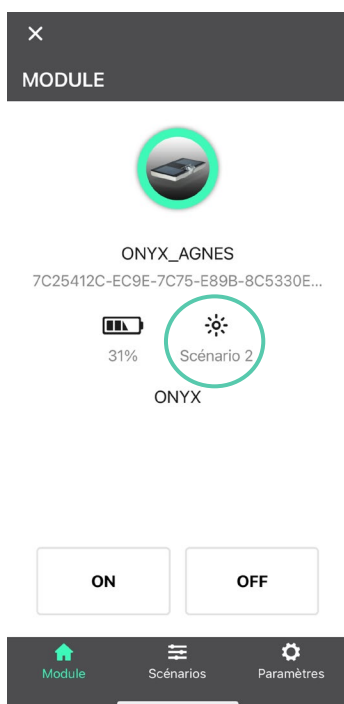 MODULE
ONYX_AGNES
7C25412C-EC9E-7C75-E89B-8C5330E...
31% Scénario 2
ONYX
ON OFF
Module Scénarios Paramètres